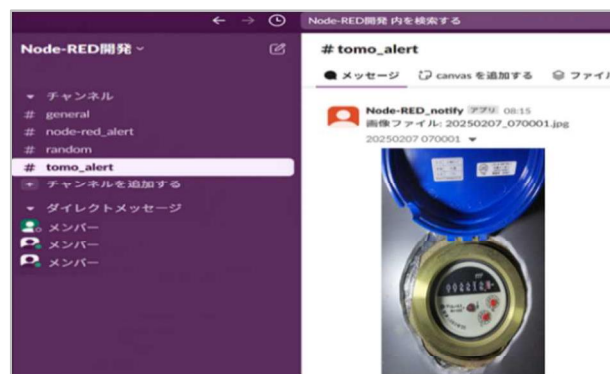 Node-RED開発 内を検索する
Node-RED開発
チャンネル
# general
# node-red_alert
# random
# tomo_alert
チャンネルを追加する
ダイレクトメッセージ
メンバー
メンバー
メンバー
# tomo_alert
メッセージ canvas を追加する ファイル
Node-RED_notify アプリ 08:15
画像ファイル: 20250207_070001.jpg
20250207 070001